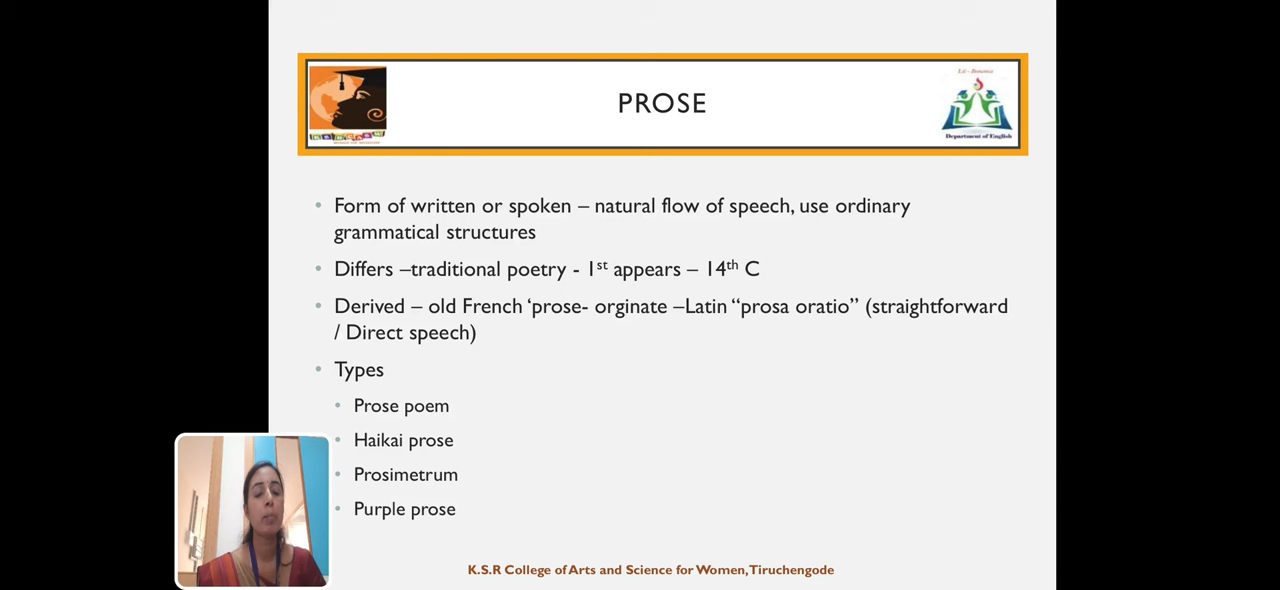 PROSE
Department of English
• Form of written or spoken – natural flow of speech, use ordinary
grammatical structures
• Differs –traditional poetry - 1st appears – 14th C
• Derived – old French ‘prose- orginate –Latin “prosa oratio” (straightforward
/ Direct speech)
• Types
• Prose poem
• Haikai prose
• Prosimetrum
• Purple prose
K.S.R College of Arts and Science for Women, Tiruchengode